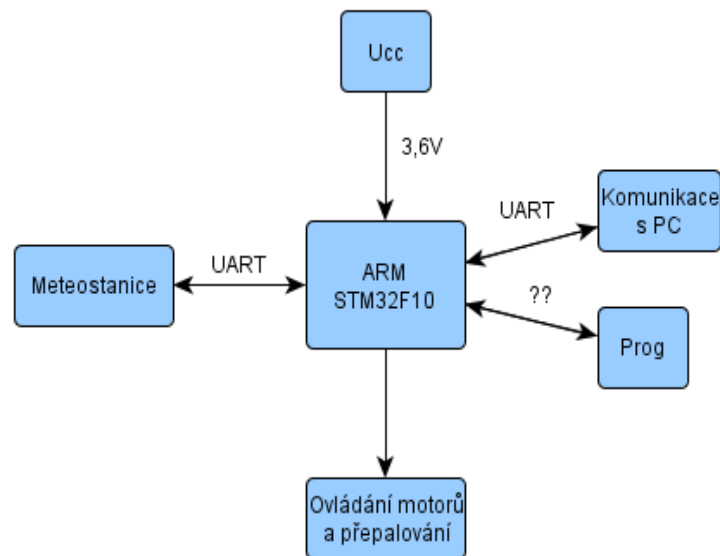 Ucc
3,6V
Komunikace
s PC
UART
UART
Meteostanice
ARM
STM32F10
??
Prog
Ovládání motorů
a přepalování